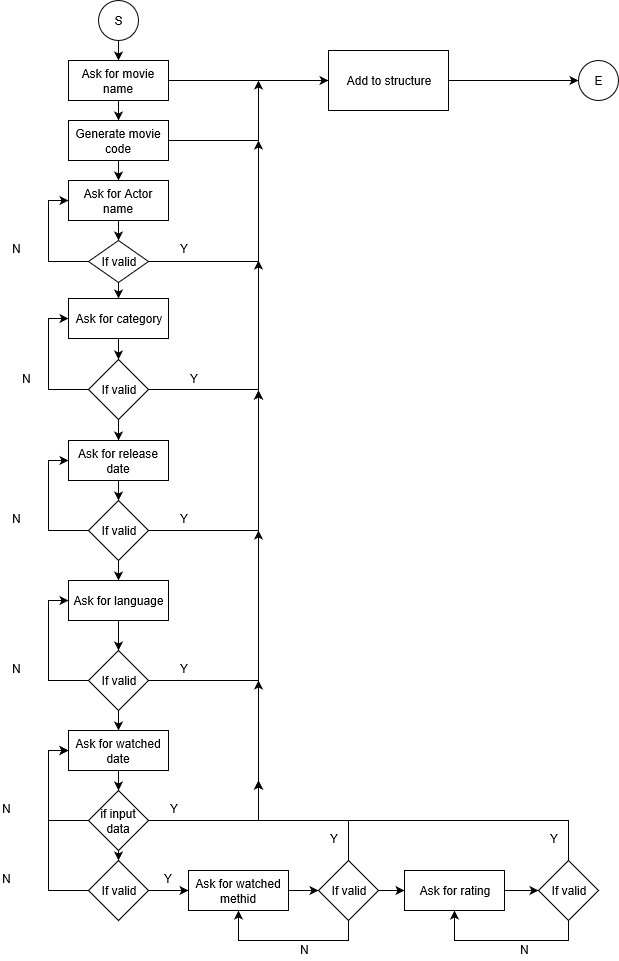 S
Ask for movie
name
Add to structure
E
Generate movie
code
Ask for Actor
name
N
If valid
Y
Ask for category
N
If valid
Y
Ask for release
date
N
If valid
Y
Ask for language
N
If valid
Y
Ask for watched
date
N
if input
data
Y
Y
Y
N
If valid
Y
Ask for watched
methid
If valid
Ask for rating
If valid
N
N